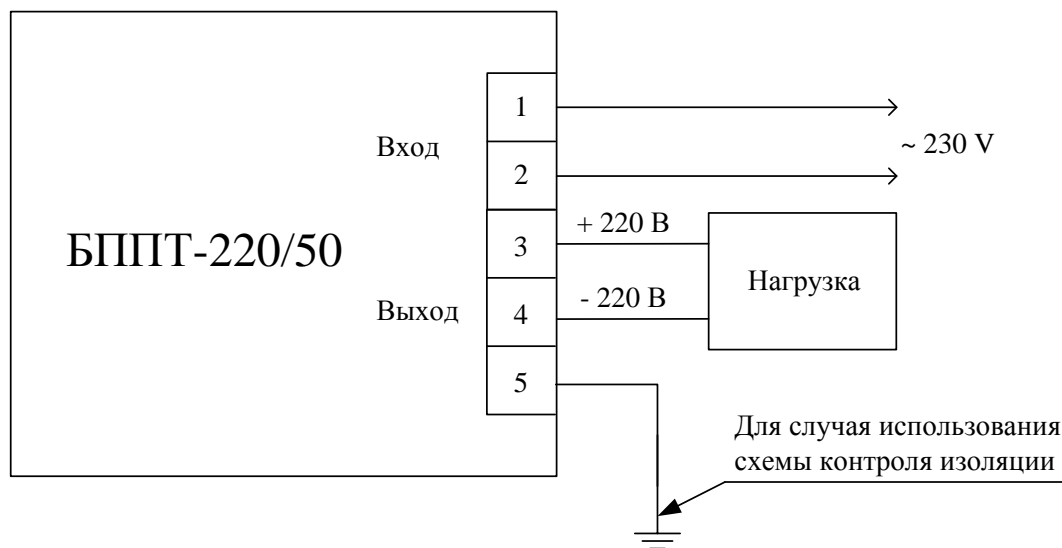 1
Вход
~ 230 V
2
+ 220 В
3
БППТ-220/50
Нагрузка
- 220 В
Выход
4
5
Для случая использования
схемы контроля изоляции